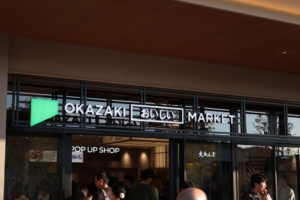 OKAZAKI おいしい MARKET
POP UP SHOP